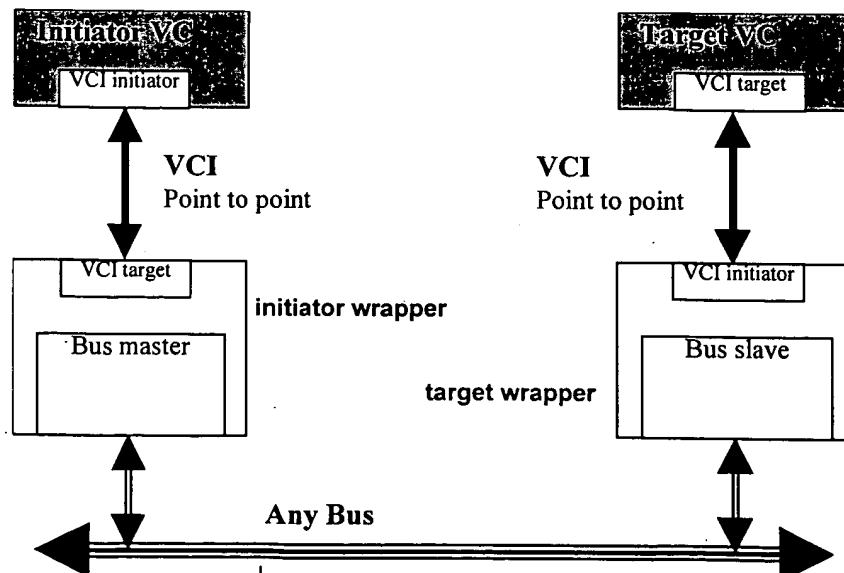 Initiator VC
VCI initiator
Target VC
VCI target
VCI
Point to point
VCI
Point to point
VCI target
initiator wrapper
Bus master
VCI initiator
Bus slave
target wrapper
Any Bus